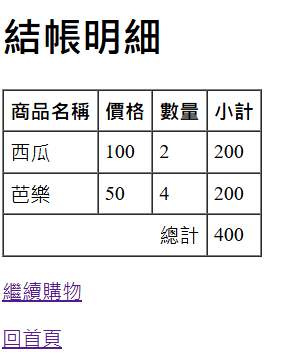 結帳明細
商品名稱 價格 數量 小計
西瓜 100 2 200
芭樂 50 4 200
總計 400
繼續購物
回首頁